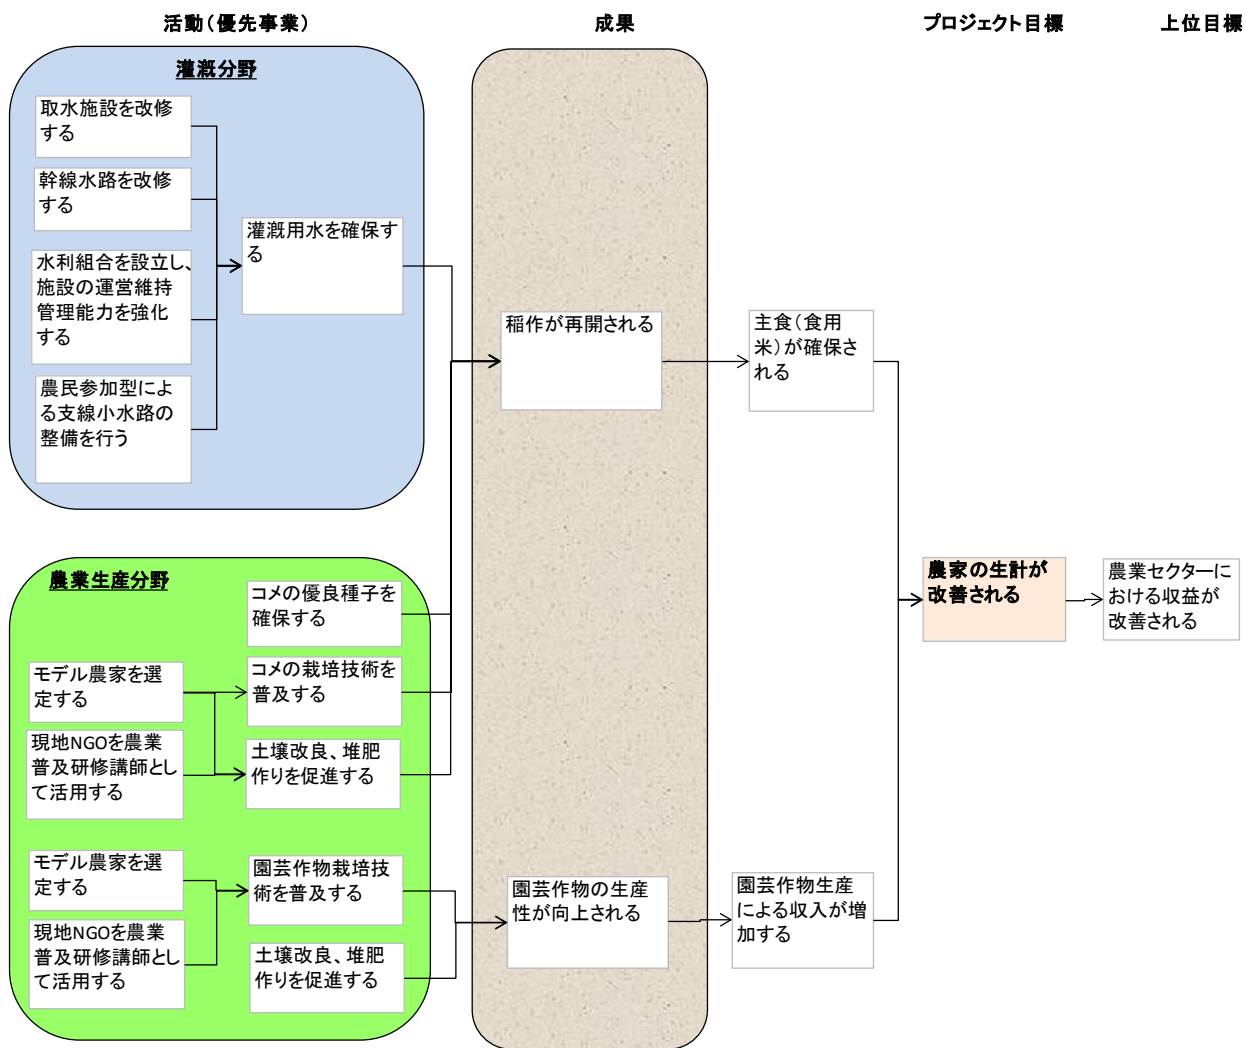 活動(優先事業)
成果
プロジェクト目標
上位目標
灌漑分野
取水施設を改修
する
幹線水路を改修
する
水利組合を設立し、
施設の運営維持
管理能力を強化
する
農民参加型によ
る支線小水路の
整備を行う
灌漑用水を確保す
る
稲作が再開される
主食(食用
米)が確保さ
れる
農業生産分野
コメの優良種子を
確保する
モデル農家を選
定する
コメの栽培技術を
普及する
現地NGOを農業
普及研修講師とし
て活用する
土壌改良、堆肥
作りを促進する
モデル農家を選
定する
園芸作物栽培技
術を普及する
現地NGOを農業
普及研修講師とし
て活用する
土壌改良、堆肥
作りを促進する
園芸作物の生産
性が向上される
園芸作物生産
による収入が増
加する
農家の生計が
改善される
農業セクターに
おける収益が
改善される